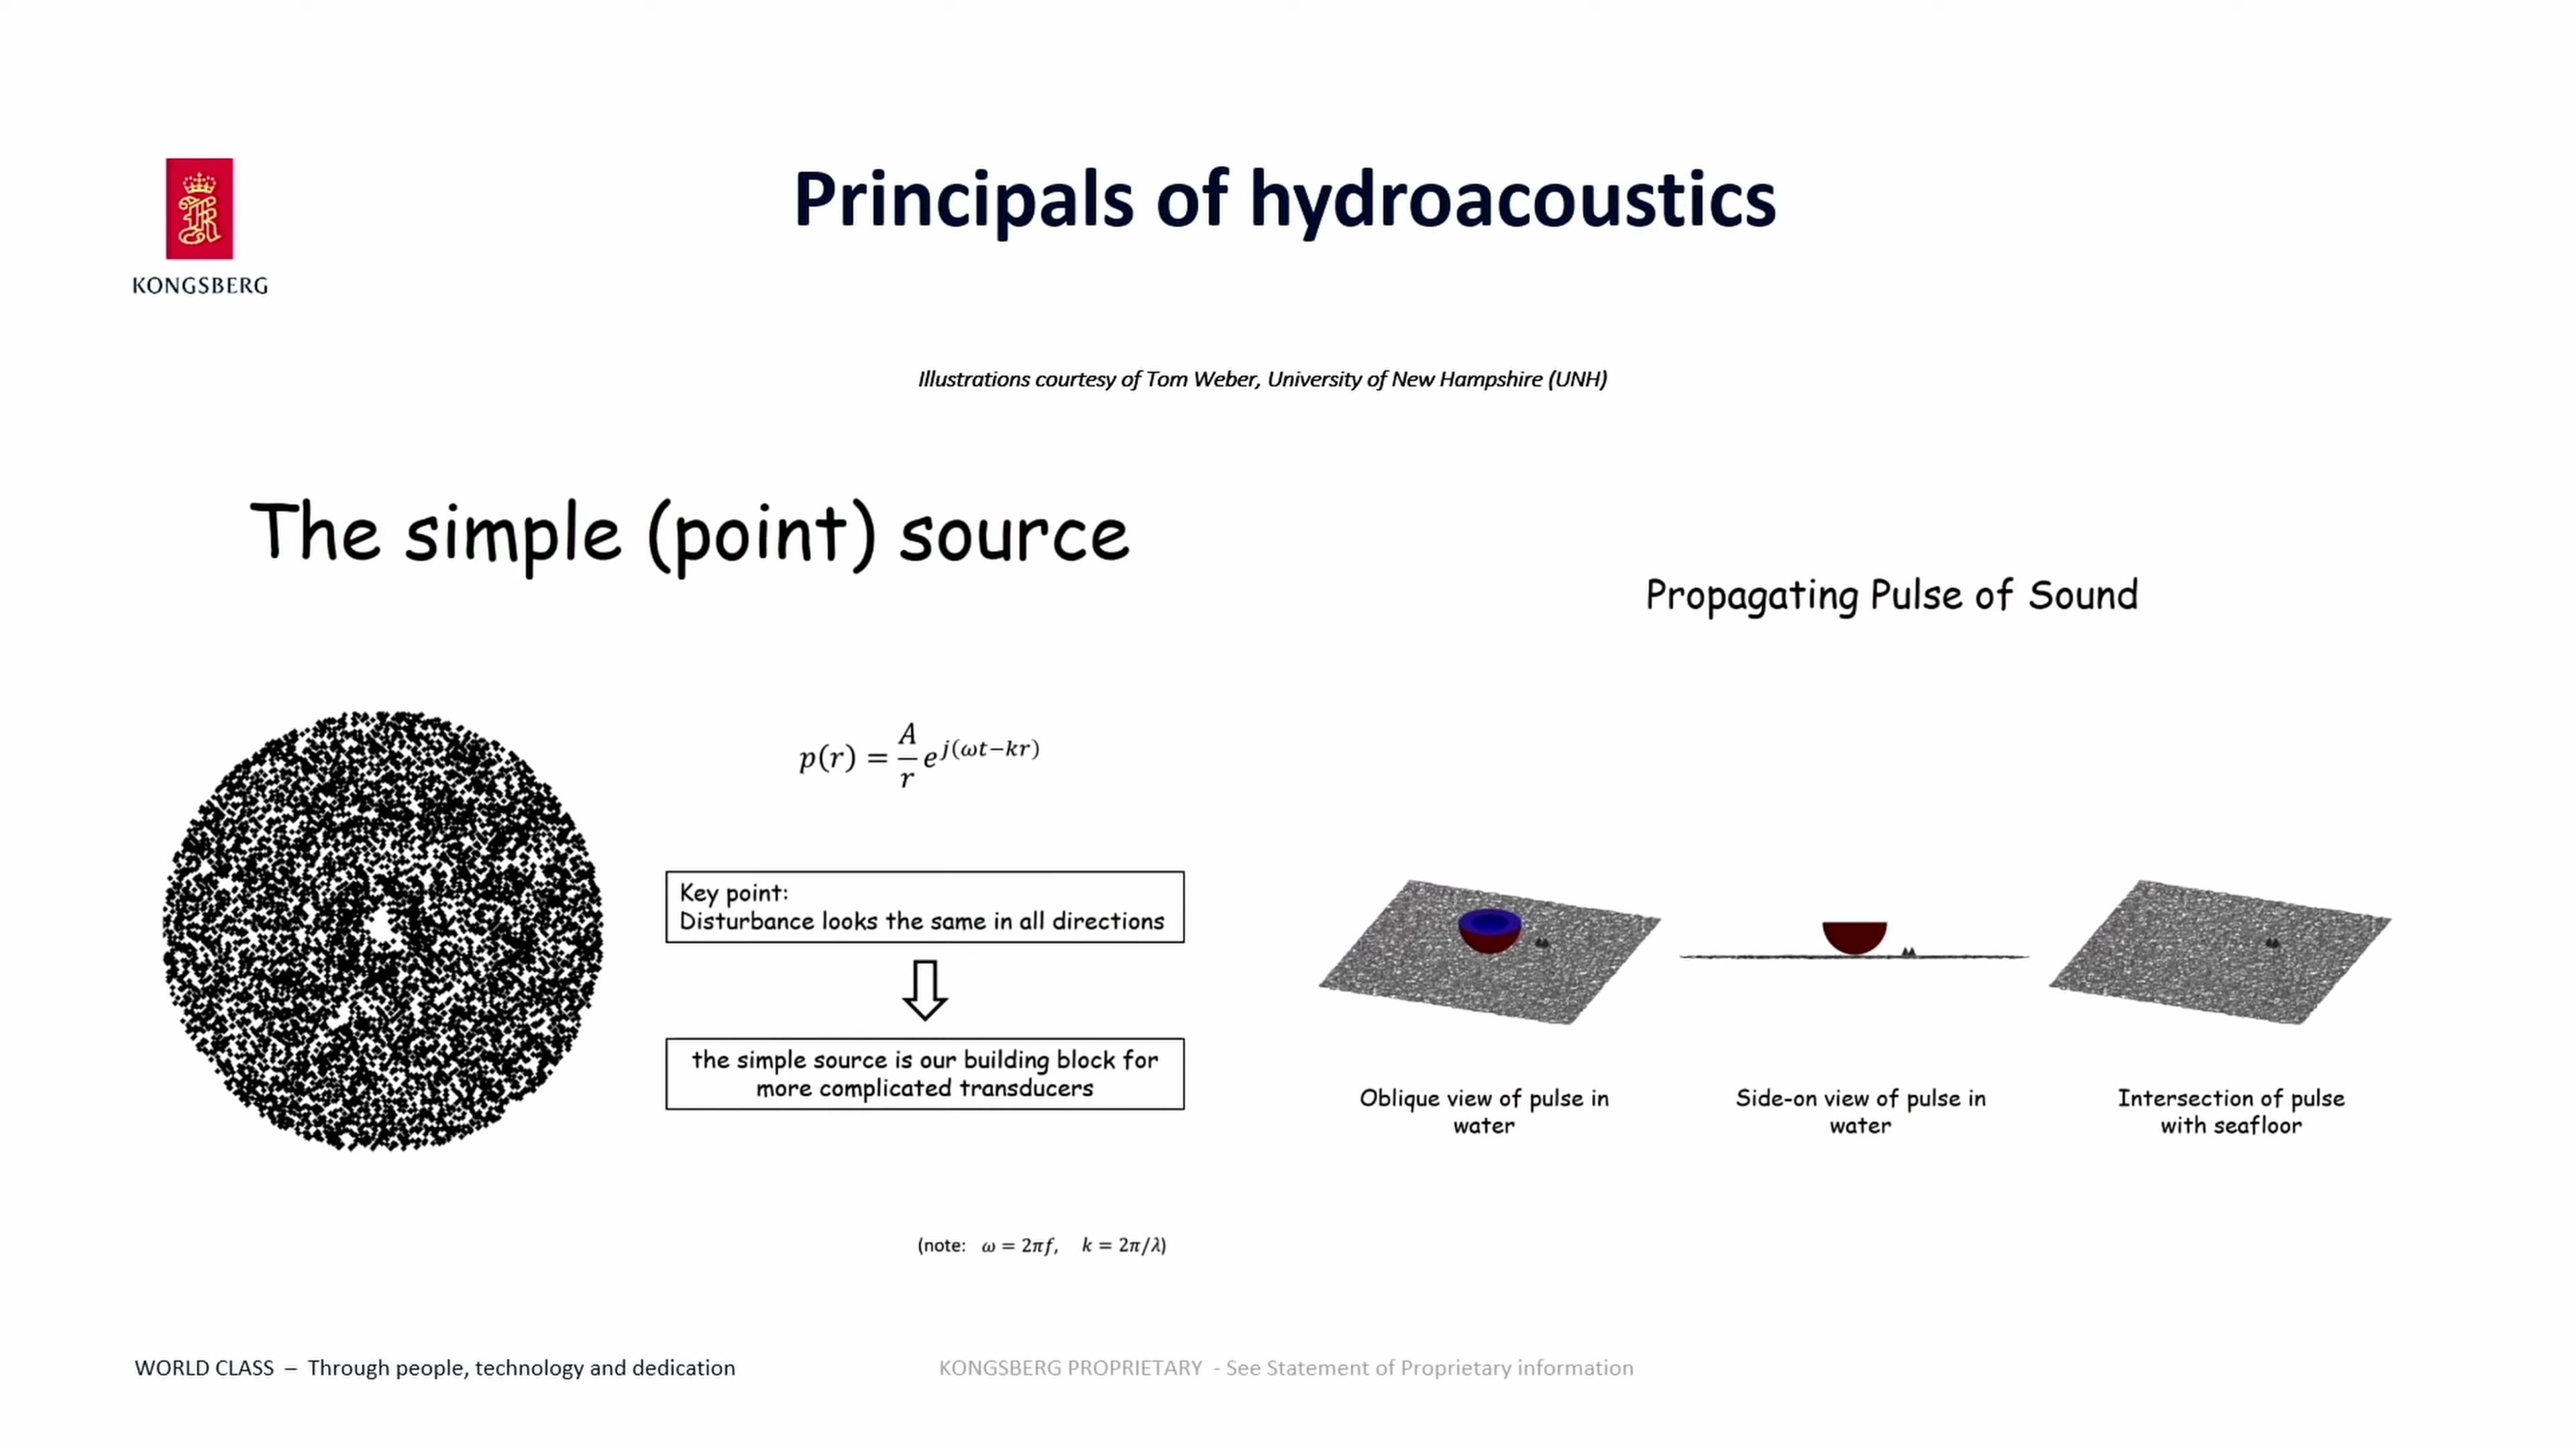 Principals of hydroacoustics
KONGSBERG
Illustrations courtesy of Tom Weber, University of New Hampshire (UNH)
The simple (point) source
p(r) = A/r e^{j(ωt−kr)}
Key point:
Disturbance looks the same in all directions
the simple source is our building block for
more complicated transducers
(note: ω = 2πf, k = 2π/λ)
Propagating Pulse of Sound
Oblique view of pulse in
water
Side-on view of pulse in
water
Intersection of pulse
with seafloor
WORLD CLASS – Through people, technology and dedication
KONGSBERG PROPRIETARY - See Statement of Proprietary information